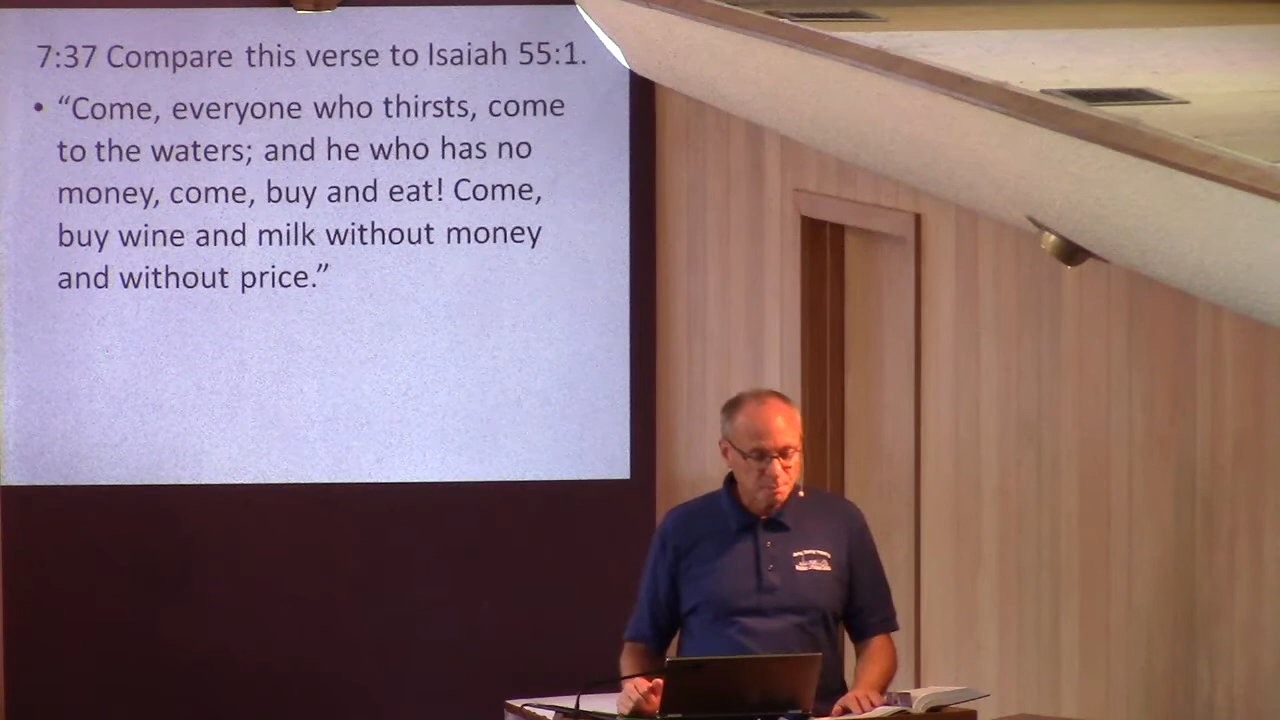 7:37 Compare this verse to Isaiah 55:1.
• “Come, everyone who thirsts, come
to the waters; and he who has no
money, come, buy and eat! Come,
buy wine and milk without money
and without price.”